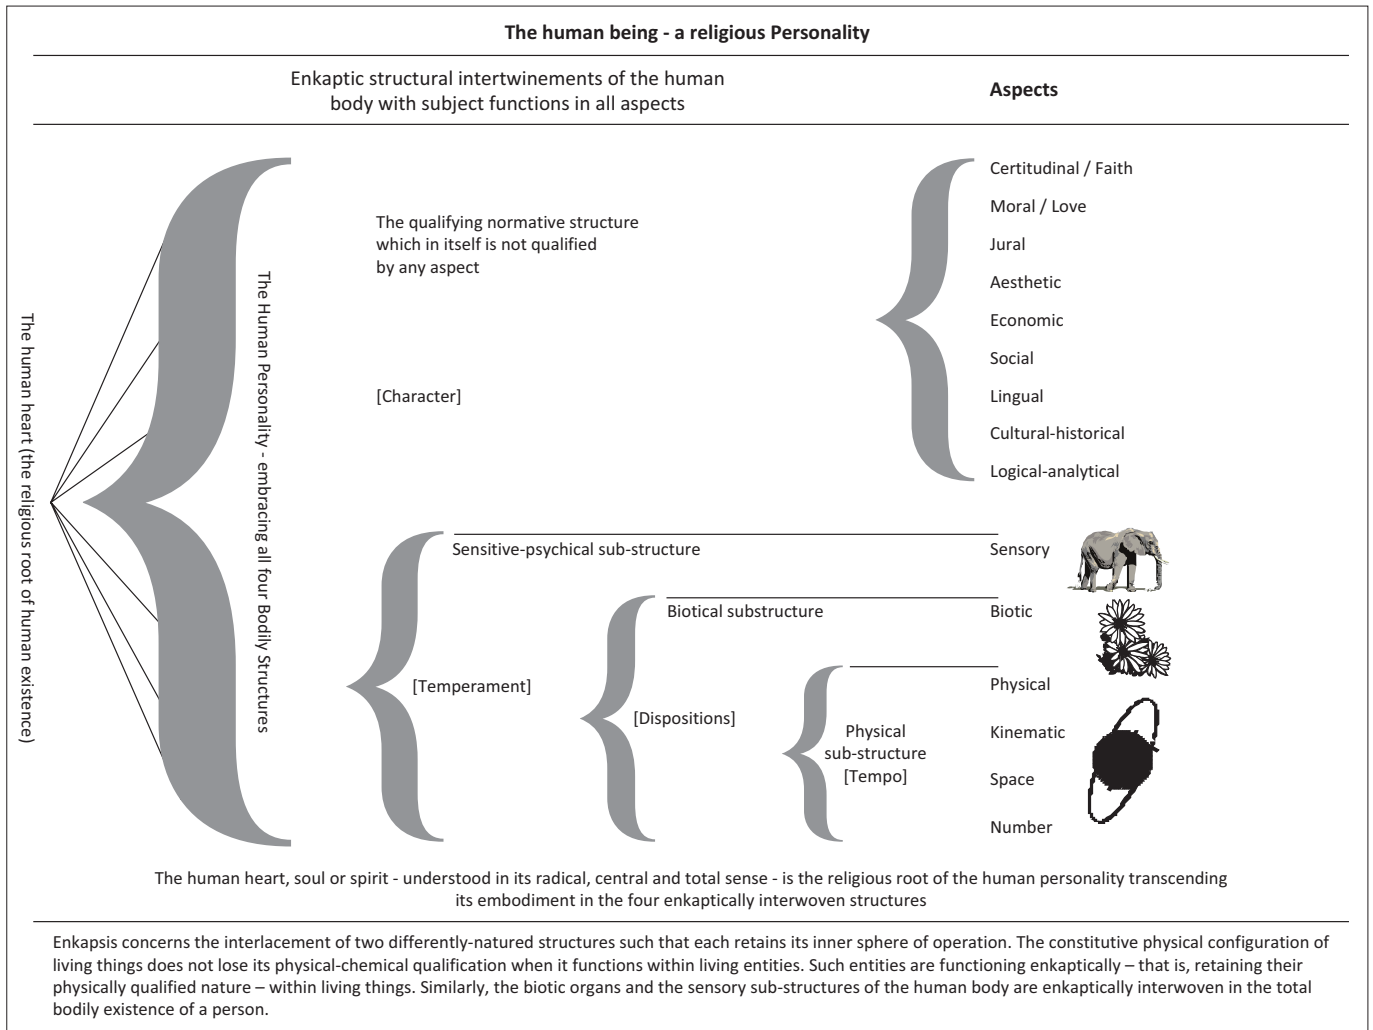 The human being - a religious Personality
Enkaptic structural intertwinements of the human
body with subject functions in all aspects
Aspects
The human heart (the religious root of human existence)
The Human Personality - embracing all four Bodily Structures
The qualifying normative structure
which in itself is not qualified
by any aspect
[Character]
Certitudinal / Faith
Moral / Love
Jural
Aesthetic
Economic
Social
Lingual
Cultural-historical
Logical-analytical
Sensitive-psychical sub-structure
Sensory
Biotical substructure
Biotic
[Temperament]
[Dispositions]
Physical
sub-structure
[Tempo]
Physical
Kinematic
Space
Number
The human heart, soul or spirit - understood in its radical, central and total sense - is the religious root of the human personality transcending
its embodiment in the four enkaptically interwoven structures
Enkapsis concerns the interlacement of two differently-natured structures such that each retains its inner sphere of operation. The constitutive physical configuration of
living things does not lose its physical-chemical qualification when it functions within living entities. Such entities are functioning enkaptically – that is, retaining their
physically qualified nature – within living things. Similarly, the biotic organs and the sensory sub-structures of the human body are enkaptically interwoven in the total
bodily existence of a person.